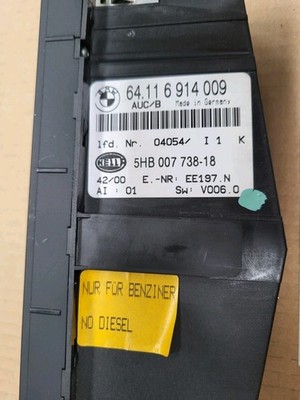 64.11 6 914 009
AUC/B Made in Germany
lfd. Nr. 04054/ I 1 K
HELLA 5HB 007 738-18
42/00 E.-NR: EE197.N
AI : 01 SW: V006.0
NUR FÜR BENZINER
NO DIESEL